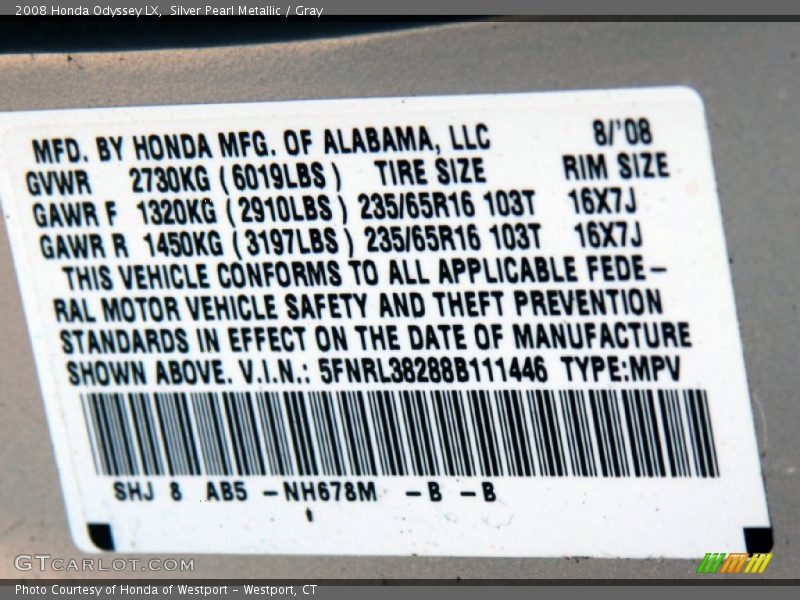 2008 Honda Odyssey LX, Silver Pearl Metallic / Gray
MFD. BY HONDA MFG. OF ALABAMA, LLC 8/'08
GVWR 2730KG (6019LBS) TIRE SIZE RIM SIZE
GAWR F 1320KG (2910LBS) 235/65R16 103T 16X7J
GAWR R 1450KG (3197LBS) 235/65R16 103T 16X7J
THIS VEHICLE CONFORMS TO ALL APPLICABLE FEDE-
RAL MOTOR VEHICLE SAFETY AND THEFT PREVENTION
STANDARDS IN EFFECT ON THE DATE OF MANUFACTURE
SHOWN ABOVE. V.I.N.: 5FNRL38288B111446 TYPE:MPV
SHJ 8 AB5 -NH678M -B -B
GTCARLOT.COM
Photo Courtesy of Honda of Westport - Westport, CT